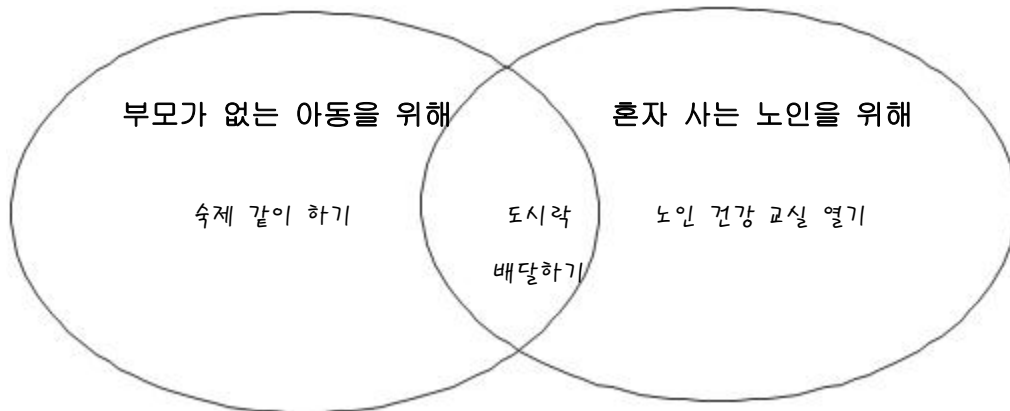 부모가 없는 아동을 위해
혼자 사는 노인을 위해
숙제 같이 하기
도시락
배달하기
노인 건강 교실 열기